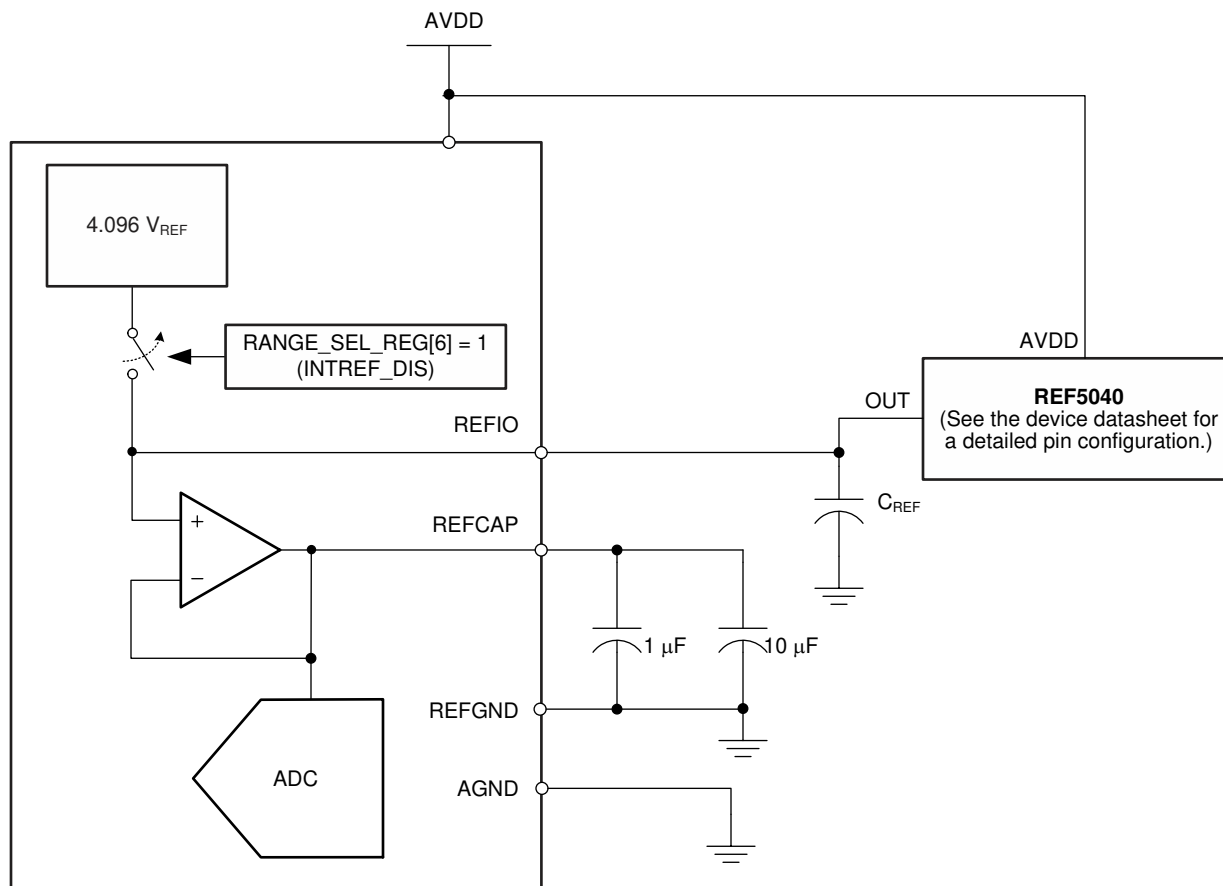 AVDD
4.096 VREF
RANGE_SEL_REG[6] = 1
(INTREF_DIS)
AVDD
OUT
REF5040
(See the device datasheet for
a detailed pin configuration.)
REFIO
CREF
+
REFCAP
−
1 μF
10 μF
REFGND
ADC
AGND